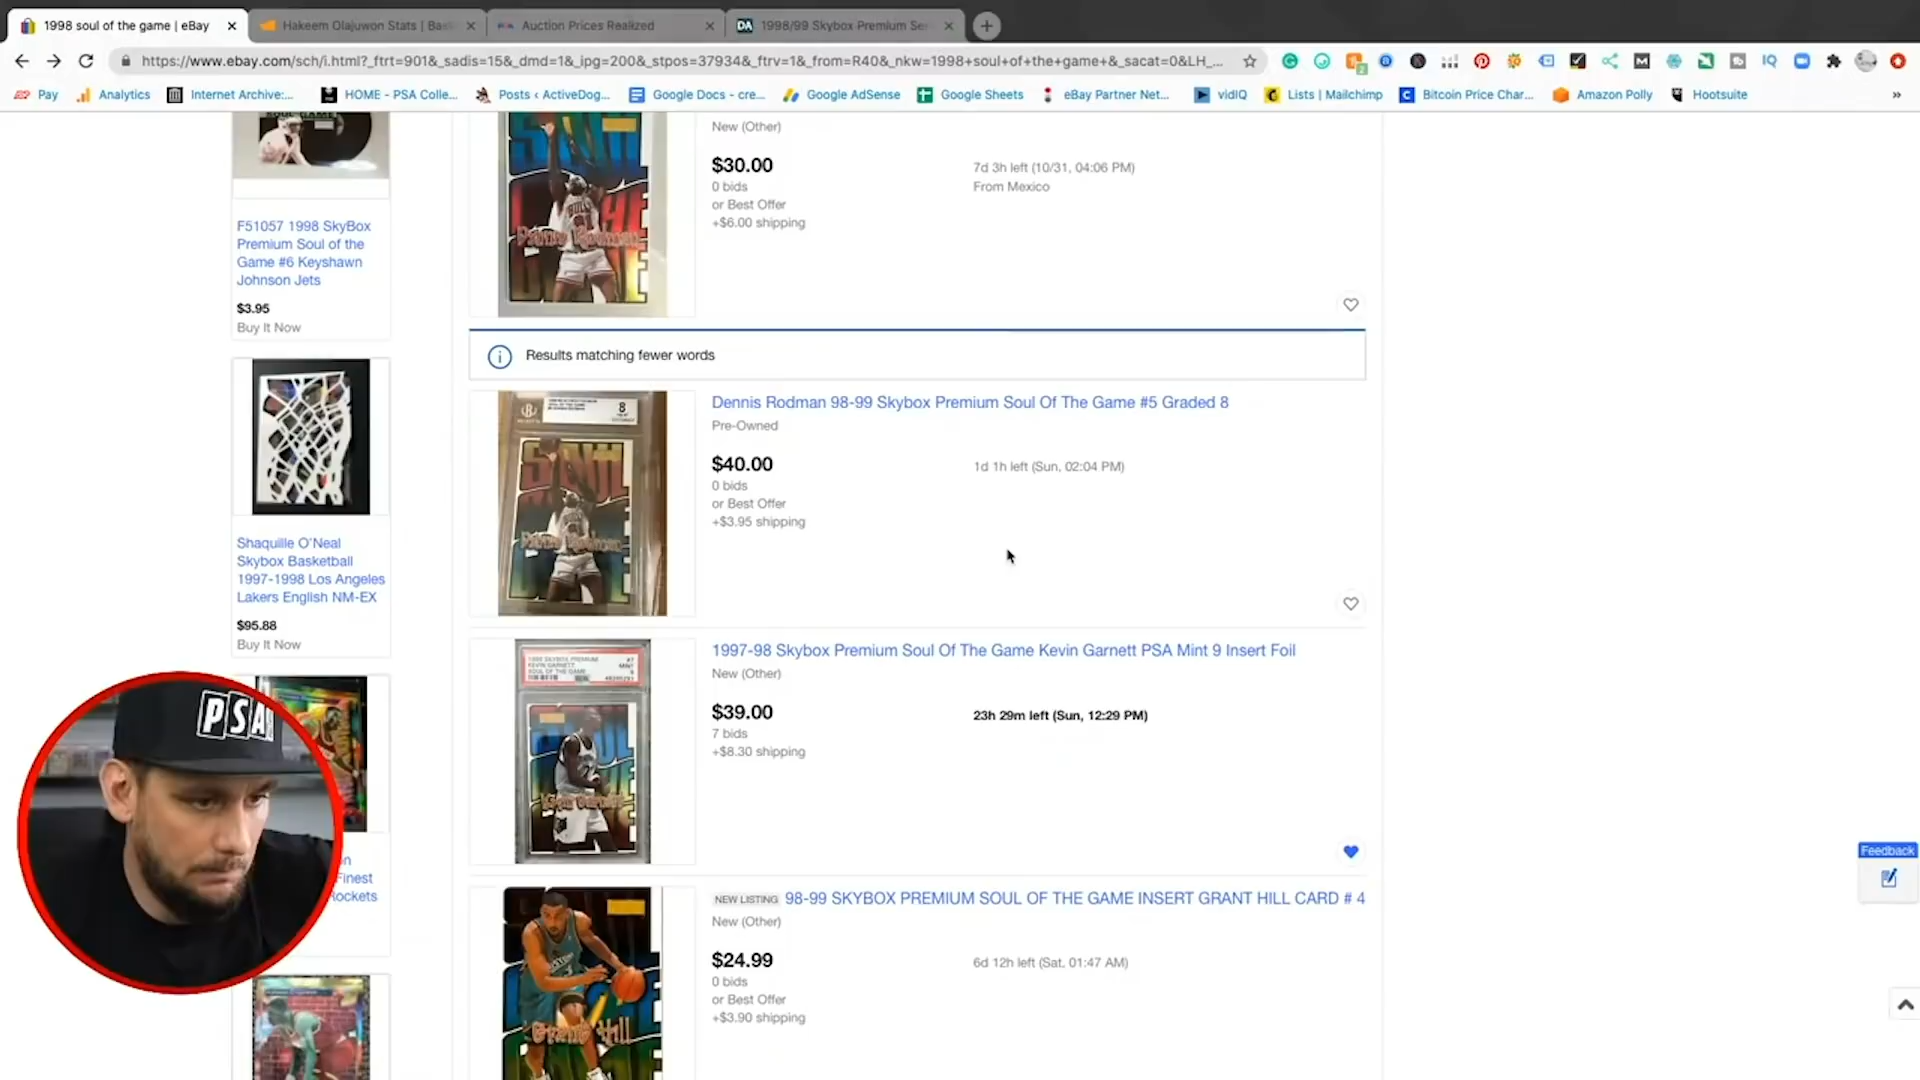 1998 soul of the game | eBay
Hakeem Olajuwon Stats | Bas
Auction Prices Realized
DA 1998/99 Skybox Premium Se
https://www.ebay.com/sch/i.html?_ftrt=901&_sadis=15&_dmd=1&_ipg=200&_stpos=37934&_ftrv=1&_from=R40&_nkw=1998+soul+of+the+game+&_sacat=0&LH_...
Pay
Analytics
Internet Archive:...
HOME - PSA Colle...
Posts ‹ ActiveDog...
Google Docs - cre...
Google AdSense
Google Sheets
eBay Partner Net...
vidIQ
Lists | Mailchimp
Bitcoin Price Char...
Amazon Polly
Hootsuite
»
New (Other)
$30.00
0 bids
or Best Offer
+$6.00 shipping
7d 3h left (10/31, 04:06 PM)
From Mexico
F51057 1998 SkyBox
Premium Soul of the
Game #6 Keyshawn
Johnson Jets
$3.95
Buy It Now
Results matching fewer words
Dennis Rodman 98-99 Skybox Premium Soul Of The Game #5 Graded 8
Pre-Owned
$40.00
0 bids
or Best Offer
+$3.95 shipping
1d 1h left (Sun, 02:04 PM)
Shaquille O'Neal
Skybox Basketball
1997-1998 Los Angeles
Lakers English NM-EX
$95.88
Buy It Now
1997-98 Skybox Premium Soul Of The Game Kevin Garnett PSA Mint 9 Insert Foil
New (Other)
$39.00
7 bids
+$8.30 shipping
23h 29m left (Sun, 12:29 PM)
PSA
Finest
NEW LISTING 98-99 SKYBOX PREMIUM SOUL OF THE GAME INSERT GRANT HILL CARD # 4
New (Other)
$24.99
0 bids
or Best Offer
+$3.90 shipping
6d 12h left (Sat, 01:47 AM)
Grant Hill
Feedback